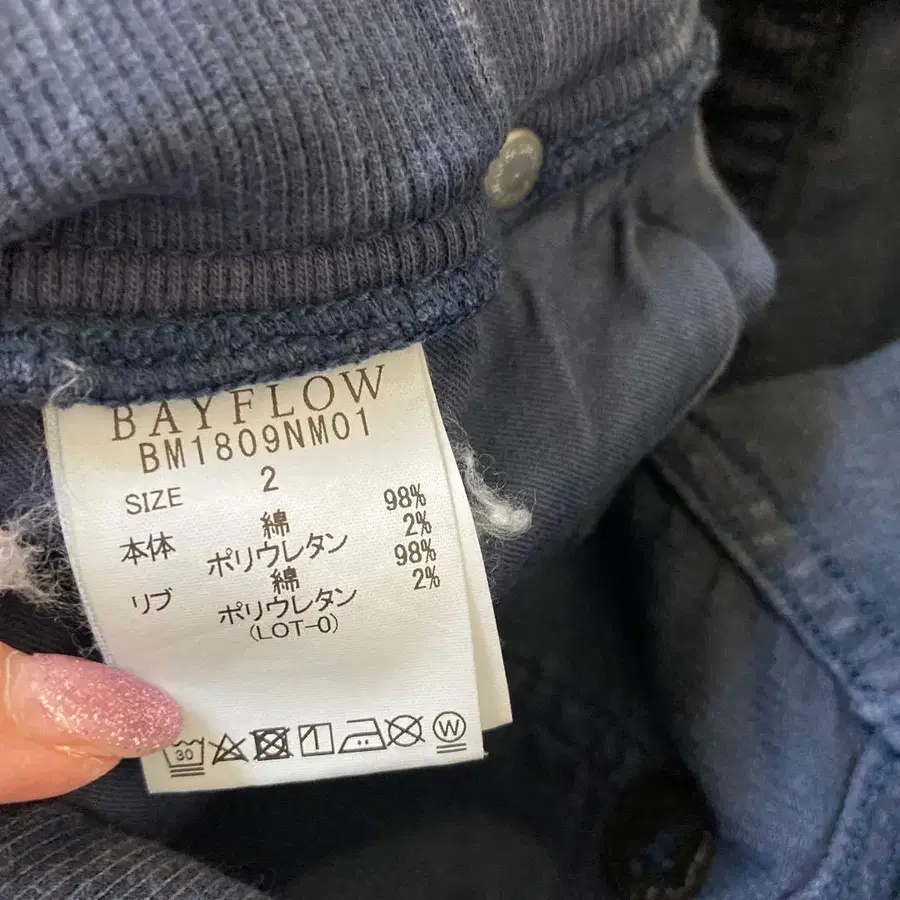 BAYFLOW
BM1809NM01
SIZE 2
本体 綿 98%
ポリウレタン 2%
リブ 綿 98%
ポリウレタン 2%
(LOT-0)
30 W